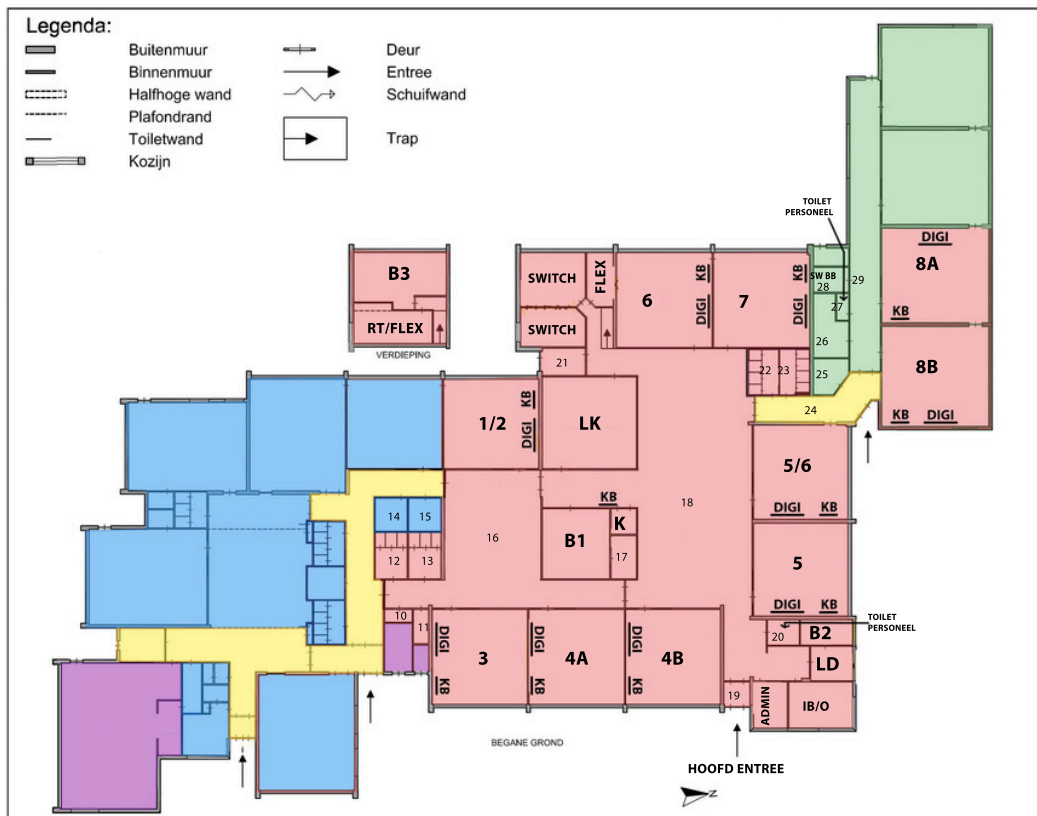 Legenda:
Buitenmuur
Binnenmuur
Halfhoge wand
Plafondrand
Toiletwand
Kozijn
Deur
Entree
Schuifwand
Trap
TOILET
PERSONEEL
B3
RT/FLEX
VERDIEPING
SWITCH
SWITCH
FLEX
6
KB
DIGI
7
KB
DIGI
SW BB
28
27
26
25
29
DIGI
8A
KB
8B
KB DIGI
21
22
23
24
1/2
KB
DIGI
LK
5/6
DIGI KB
KB
18
16
B1
K
17
14
15
12
13
5
DIGI KB
10
11
DIGI
KB
3
DIGI
KB
4A
DIGI
KB
4B
TOILET
PERSONEEL
20
B2
LD
19
ADMIN
IB/O
BEGANE GROND
HOOFD ENTREE
N